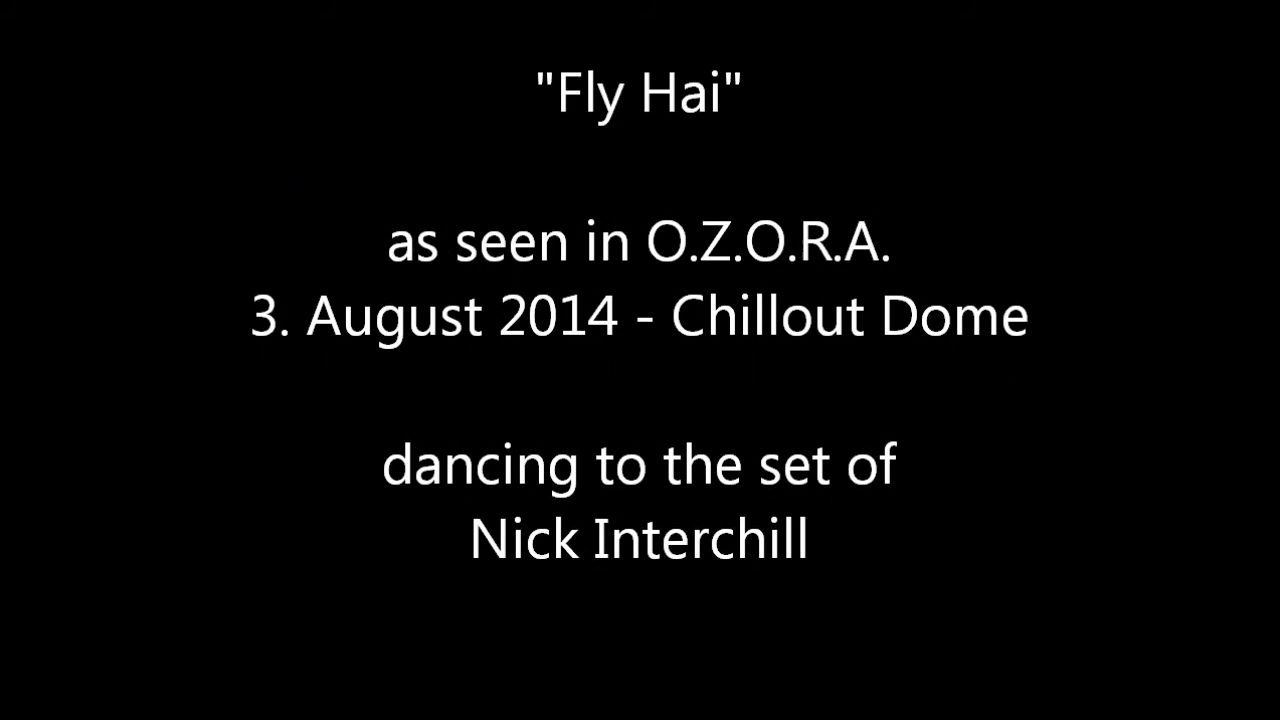 "Fly Hai"
as seen in O.Z.O.R.A.
3. August 2014 - Chillout Dome
dancing to the set of
Nick Interchill